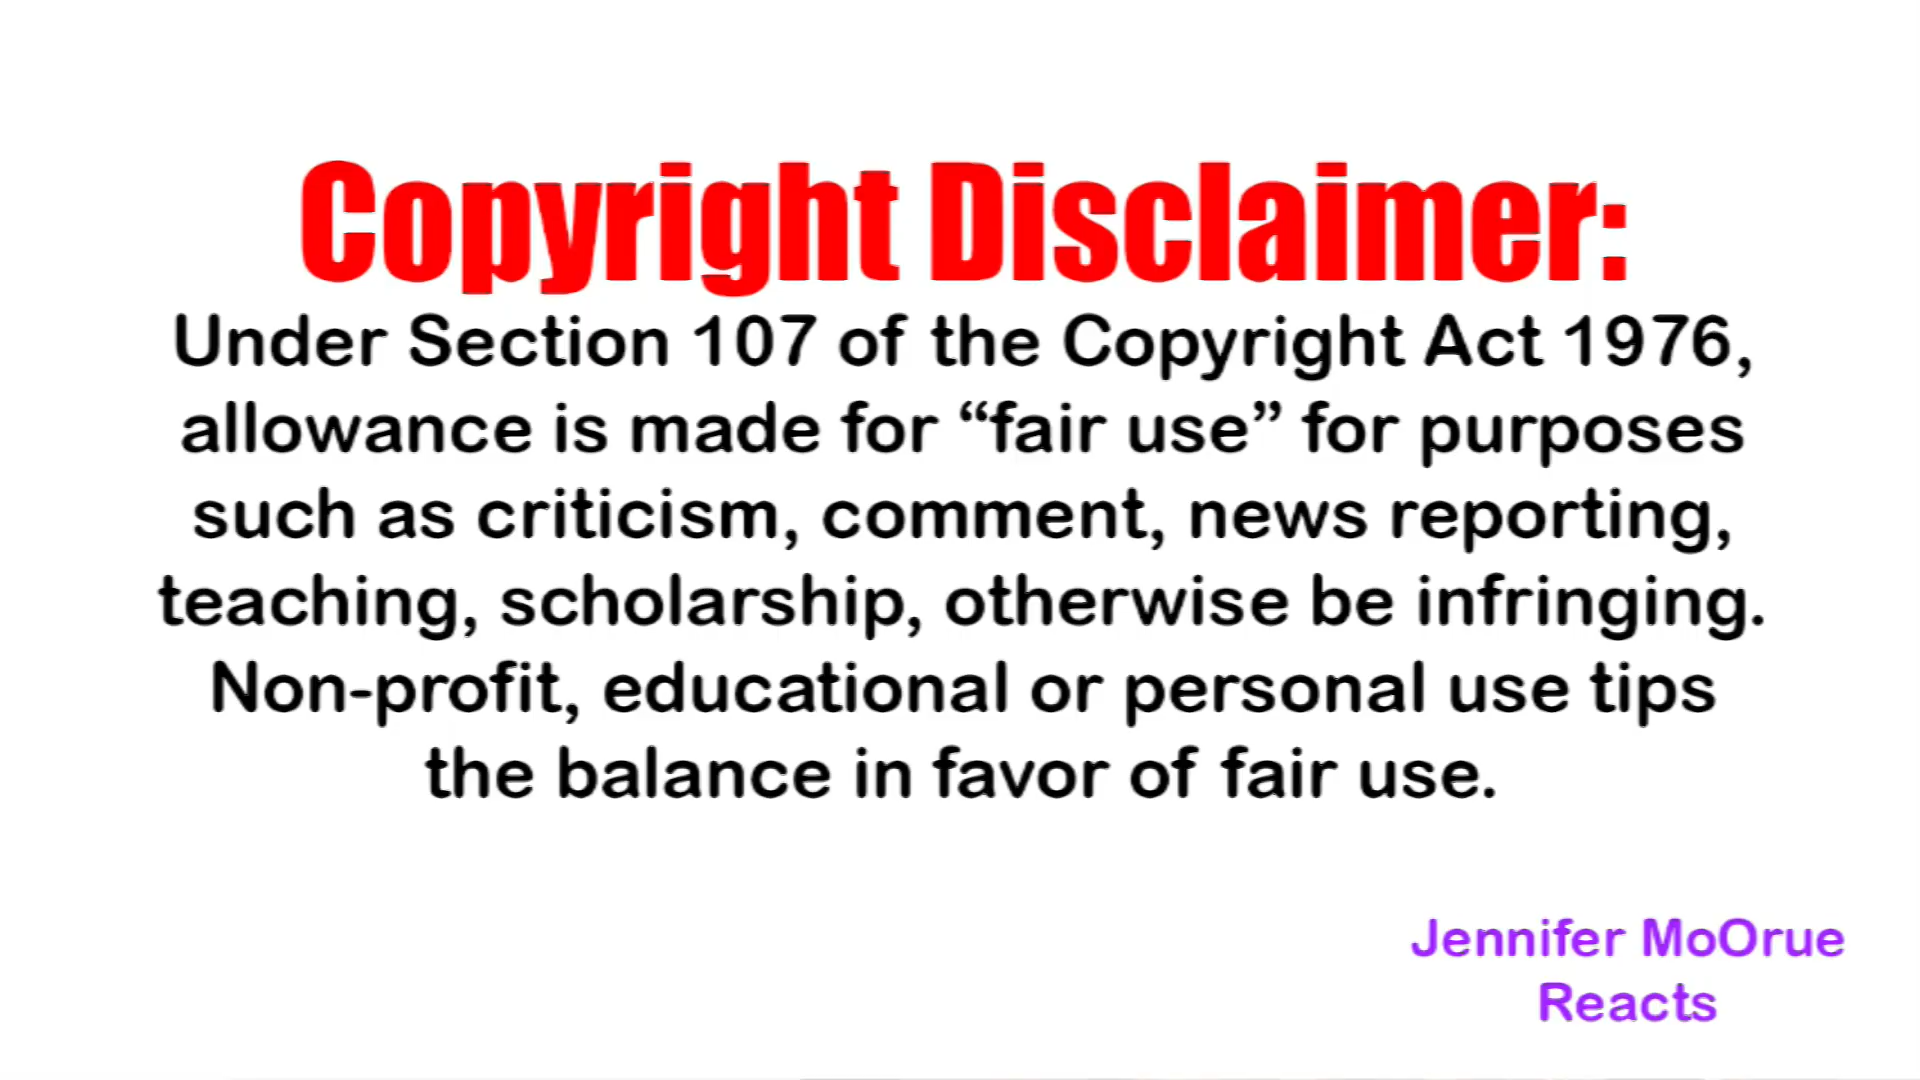 Copyright Disclaimer:
Under Section 107 of the Copyright Act 1976,
allowance is made for “fair use” for purposes
such as criticism, comment, news reporting,
teaching, scholarship, otherwise be infringing.
Non-profit, educational or personal use tips
the balance in favor of fair use.
Jennifer MoOrue
Reacts